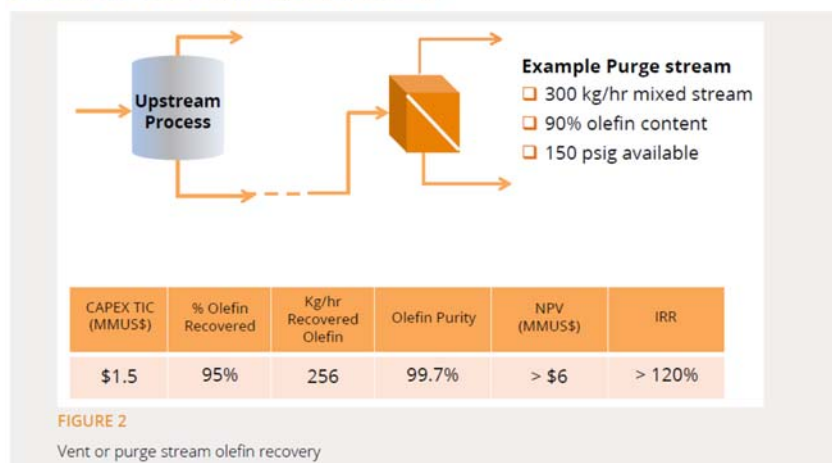 Upstream
Process
Example Purge stream
300 kg/hr mixed stream
90% olefin content
150 psig available
CAPEX TIC
(MMUS$)
% Olefin
Recovered
Kg/hr
Recovered
Olefin
Olefin Purity
NPV
(MMUS$)
IRR
$1.5
95%
256
99.7%
> $6
> 120%
FIGURE 2
Vent or purge stream olefin recovery